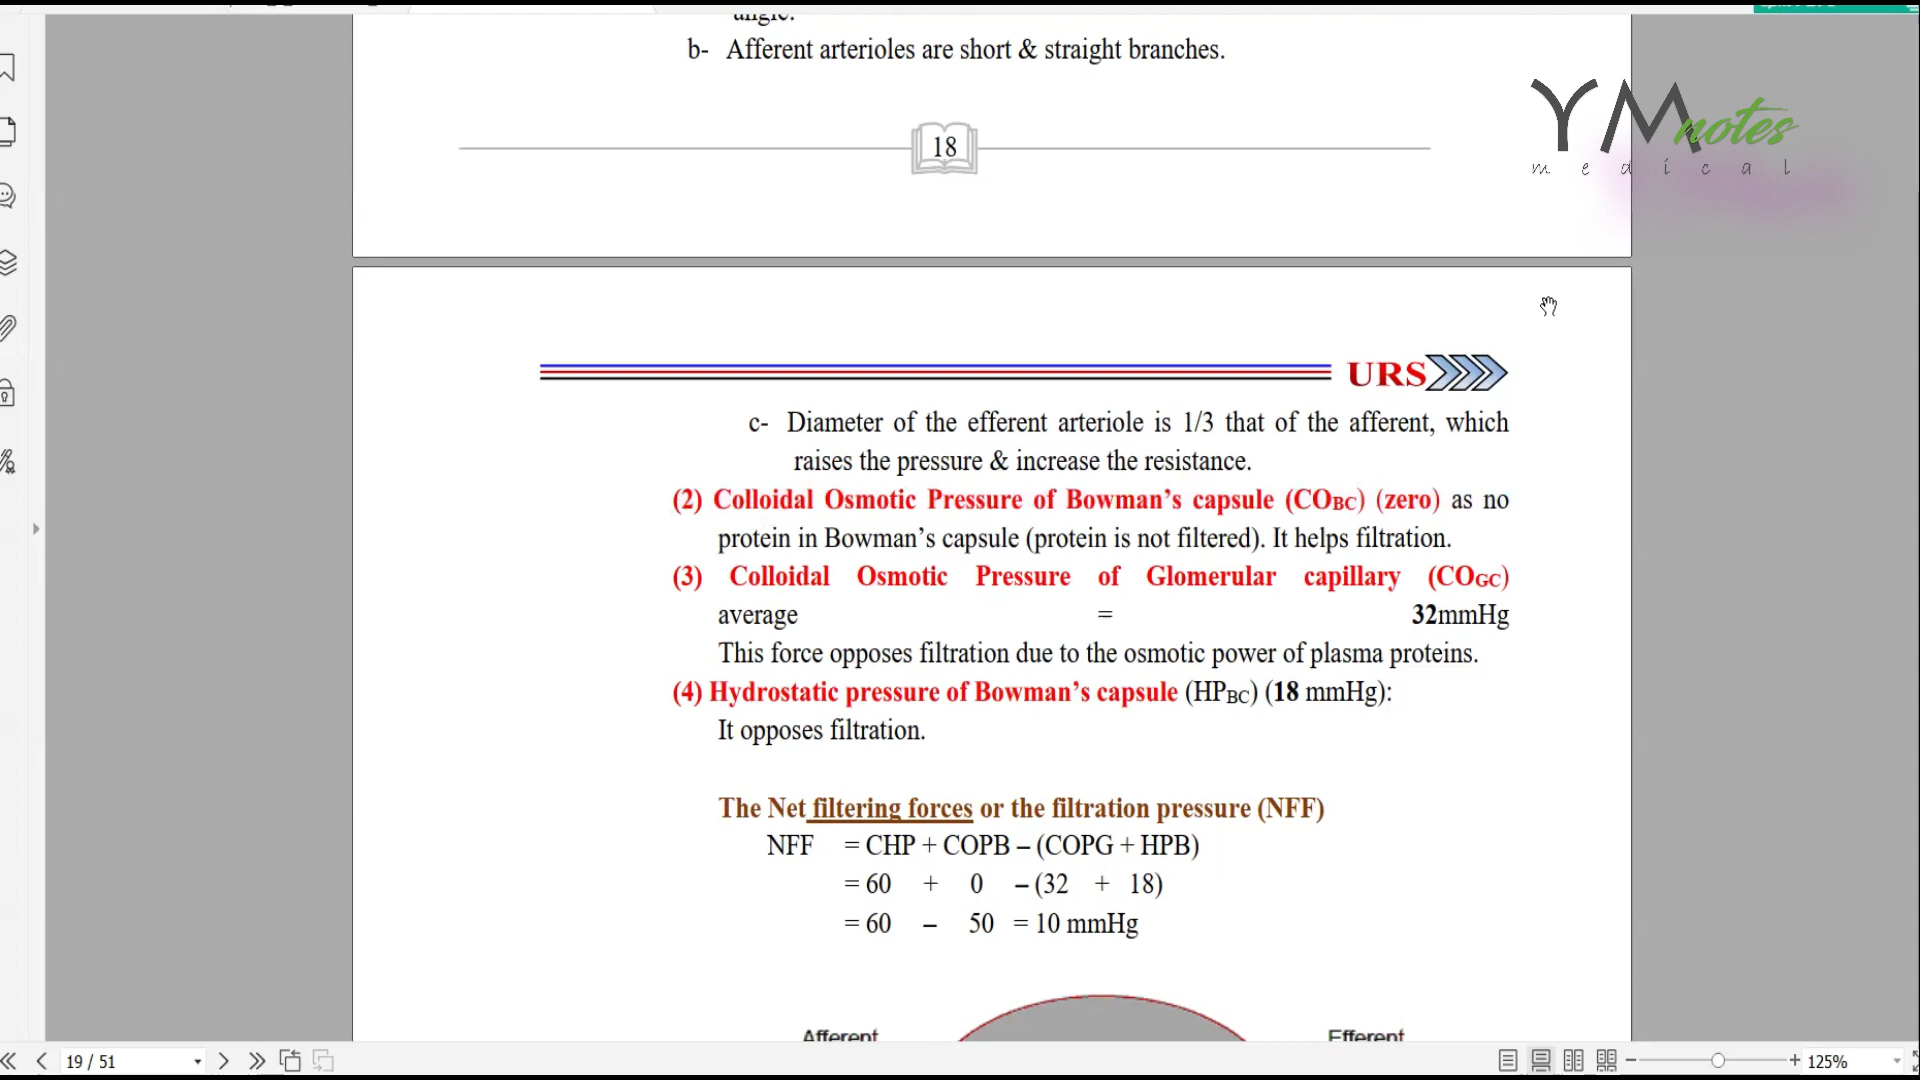 angle.
b- Afferent arterioles are short & straight branches.
YM notes
medical
18
URS
c- Diameter of the efferent arteriole is 1/3 that of the afferent, which
raises the pressure & increase the resistance.
(2) Colloidal Osmotic Pressure of Bowman’s capsule (COBC) (zero) as no
protein in Bowman’s capsule (protein is not filtered). It helps filtration.
(3) Colloidal Osmotic Pressure of Glomerular capillary (COGC)
average = 32mmHg
This force opposes filtration due to the osmotic power of plasma proteins.
(4) Hydrostatic pressure of Bowman’s capsule (HPBC) (18 mmHg):
It opposes filtration.
The Net filtering forces or the filtration pressure (NFF)
NFF = CHP + COPB – (COPG + HPB)
= 60 + 0 – (32 + 18)
= 60 – 50 = 10 mmHg
Afferent Efferent
19 / 51 125%